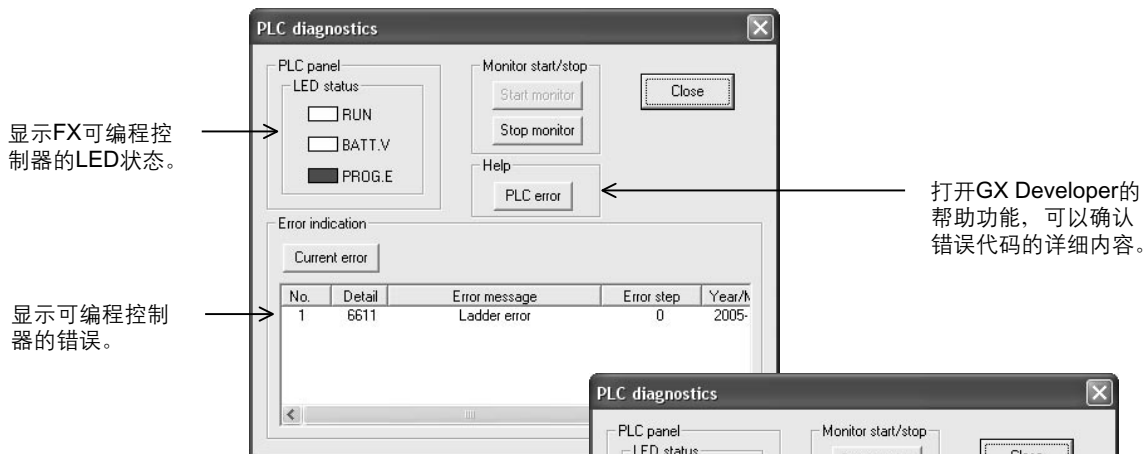 PLC diagnostics
PLC panel
LED status
RUN
BATT.V
PROG.E
Monitor start/stop
Start monitor
Stop monitor
Close
Help
PLC error
显示FX可编程控
制器的LED状态。
打开GX Developer的
帮助功能，可以确认
错误代码的详细内容。
Error indication
Current error
No. Detail Error message Error step Year/M
1 6611 Ladder error 0 2005-
显示可编程控制
器的错误。
PLC diagnostics
PLC panel
LED status
Monitor start/stop
Close